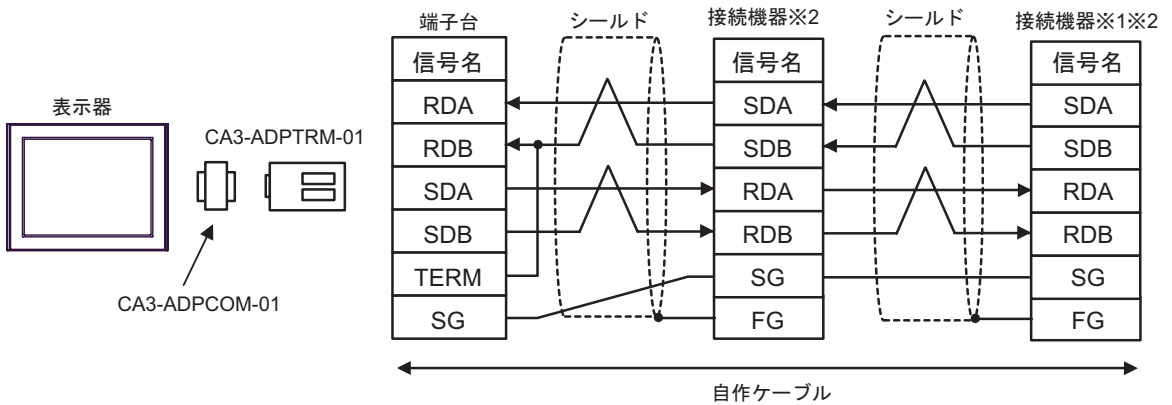 表示器
CA3-ADPTRM-01
CA3-ADPCOM-01
端子台
信号名
RDA
RDB
SDA
SDB
TERM
SG
シールド
接続機器※2
信号名
SDA
SDB
RDA
RDB
SG
FG
シールド
接続機器※1※2
信号名
SDA
SDB
RDA
RDB
SG
FG
自作ケーブル